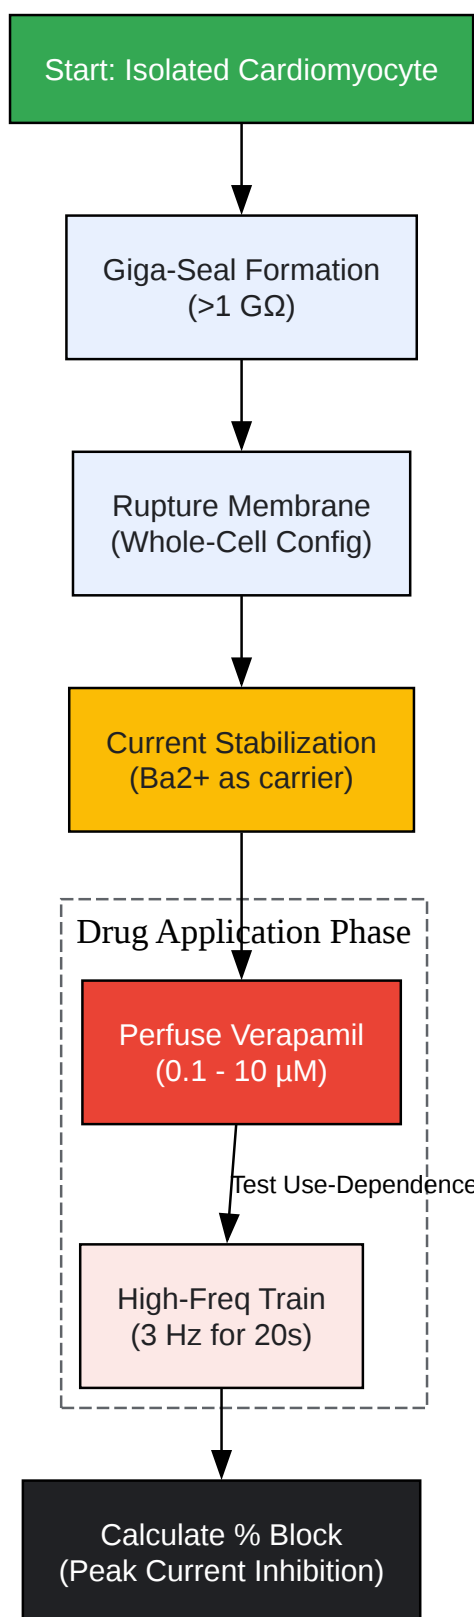 Start: Isolated Cardiomyocyte
Giga-Seal Formation
(>1 GΩ)
Rupture Membrane
(Whole-Cell Config)
Current Stabilization
(Ba2+ as carrier)
Drug Application Phase
Perfuse Verapamil
(0.1 - 10 µM)
Test Use-Dependence
High-Freq Train
(3 Hz for 20s)
Calculate % Block
(Peak Current Inhibition)